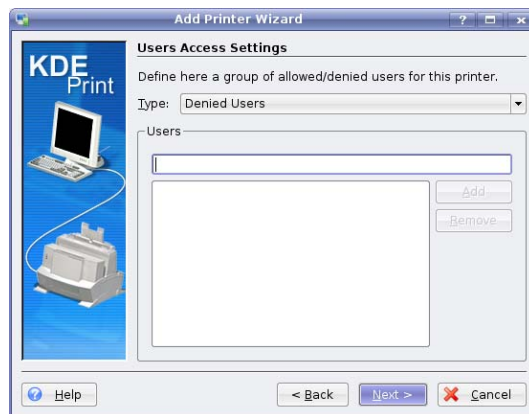 Add Printer Wizard
?
KDE
Print
Users Access Settings
Define here a group of allowed/denied users for this printer.
Type: Denied Users
Users
Add
Remove
Help
< Back
Next >
Cancel